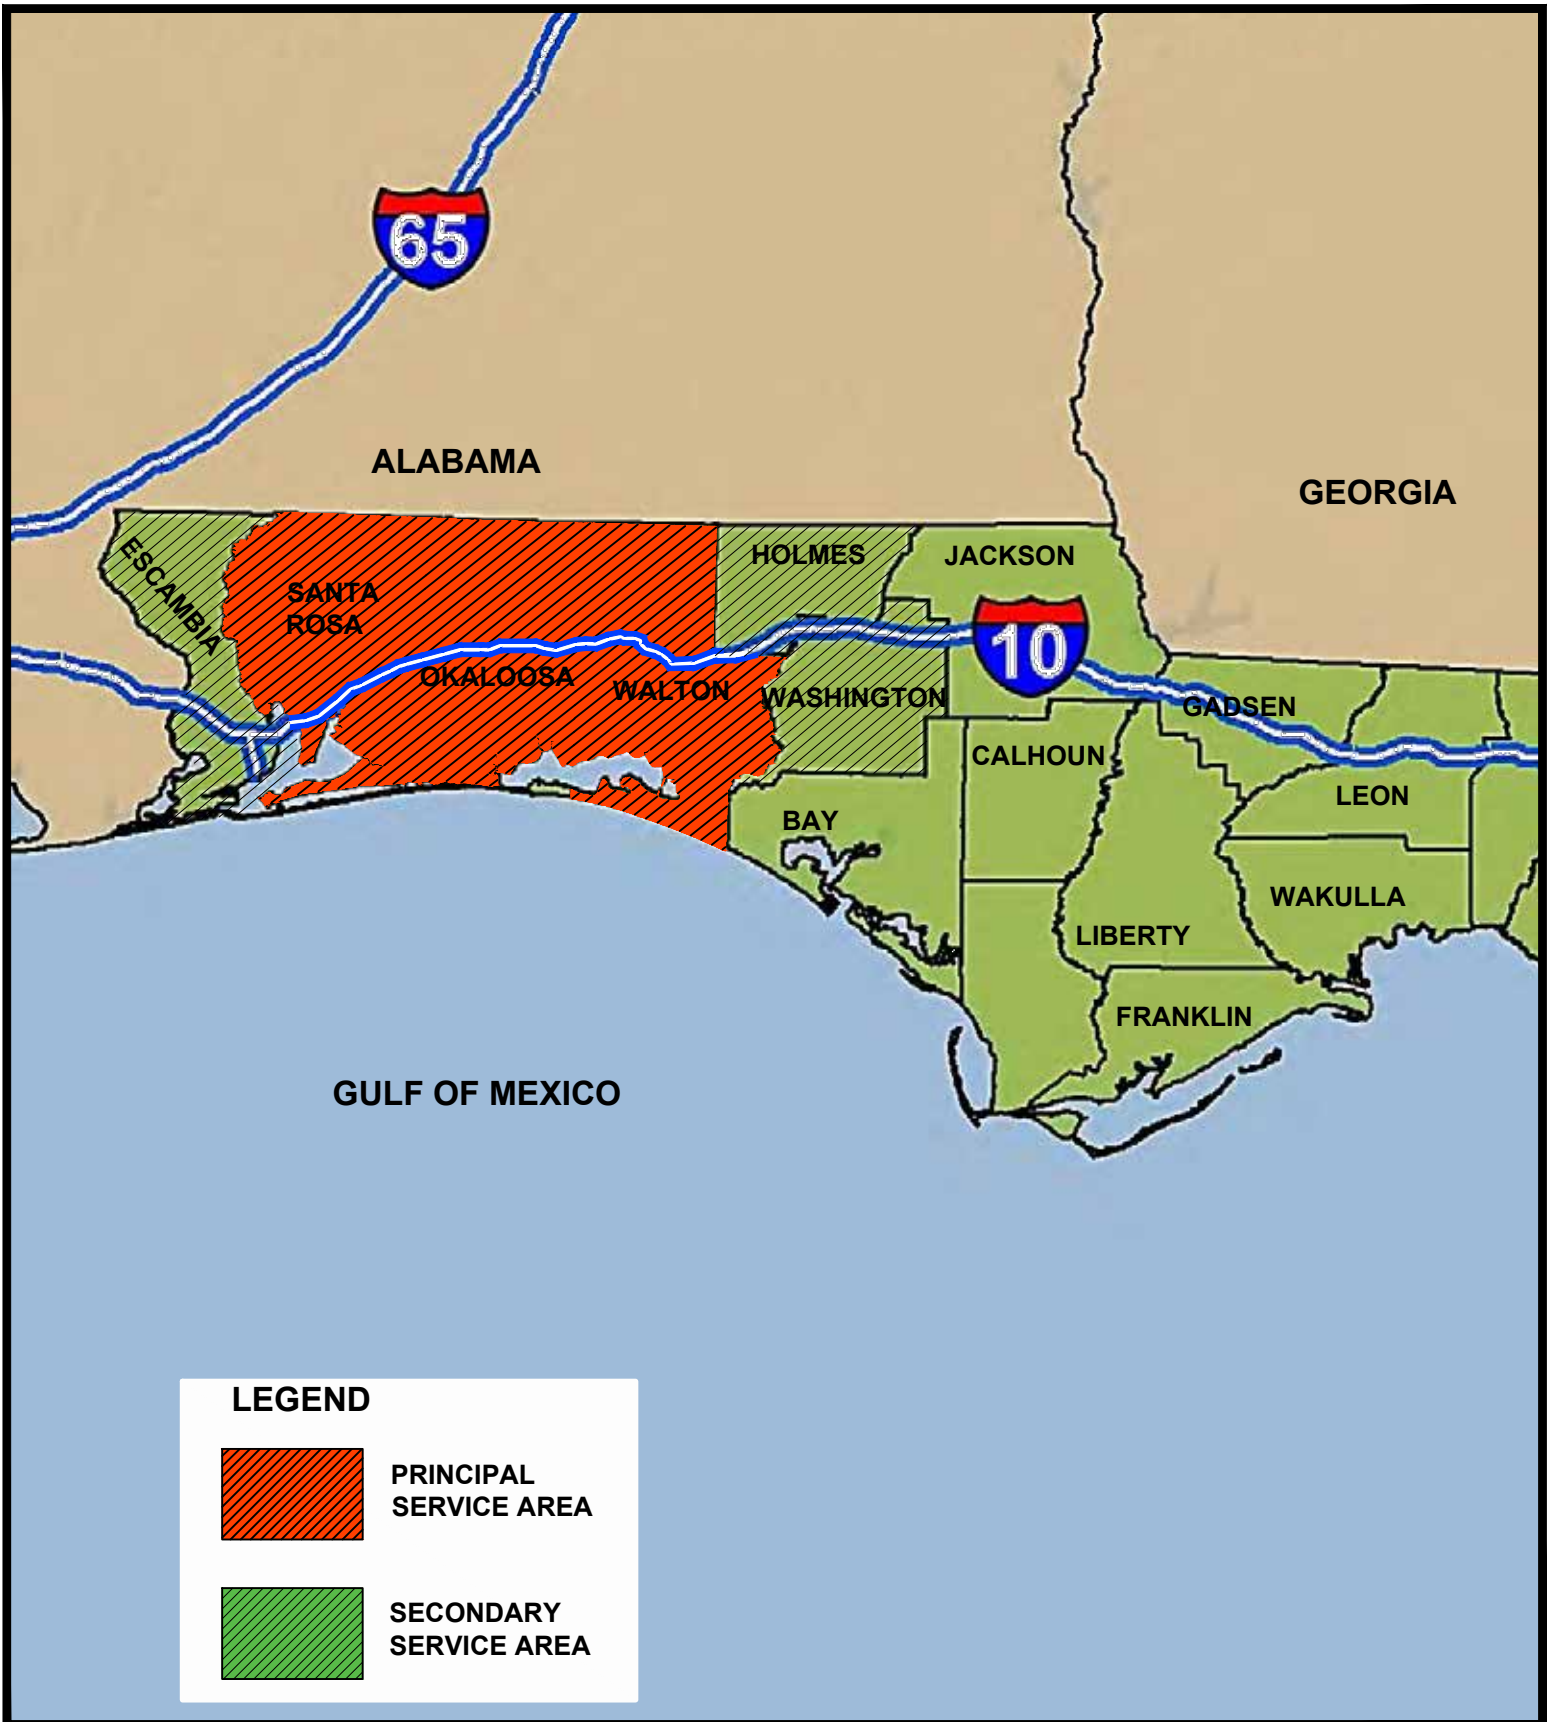 65
ALABAMA
GEORGIA
ESCAMBIA
SANTA
ROSA
HOLMES
JACKSON
10
OKALOOSA
WALTON
WASHINGTON
GADSEN
CALHOUN
LEON
BAY
WAKULLA
LIBERTY
FRANKLIN
GULF OF MEXICO
LEGEND
PRINCIPAL
SERVICE AREA
SECONDARY
SERVICE AREA